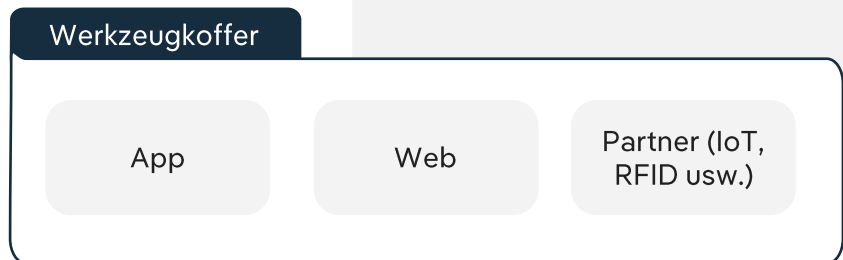 Werkzeugkoffer
App
Web
Partner (IoT,
RFID usw.)